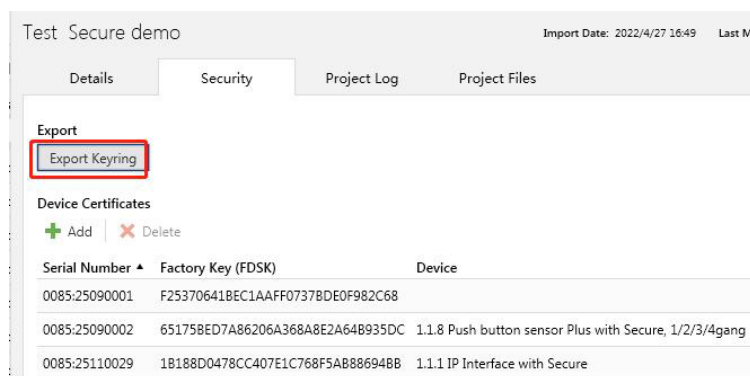 Test Secure demo Import Date: 2022/4/27 16:49 Last M
Details Security Project Log Project Files
Export
Export Keyring
Device Certificates
Add Delete
Serial Number Factory Key (FDSK) Device
0085:25090001 F25370641BEC1AAFF0737BDE0F982C68
0085:25090002 65175BED7A86206A368A8E2A64B935DC 1.1.8 Push button sensor Plus with Secure, 1/2/3/4gang
0085:25110029 1B188D0478CC407E1C768F5AB88694BB 1.1.1 IP Interface with Secure